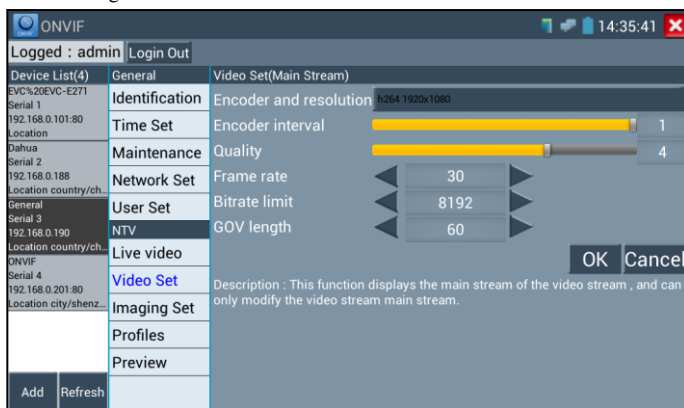 ONVIF
14:35:41
Logged : admin
Login Out
Device List(4)
EVC%20EVC-E271
Serial 1
192.168.0.101:80
Location
Dahua
Serial 2
192.168.0.188
Location country/ch...
General
Serial 3
192.168.0.190
Location country/ch...
ONVIF
Serial 4
192.168.0.201:80
Location city/shenz...
Add
Refresh
General
Identification
Time Set
Maintenance
Network Set
User Set
NTV
Live video
Video Set
Imaging Set
Profiles
Preview
Video Set(Main Stream)
Encoder and resolution h264 1920x1080
Encoder interval 1
Quality 4
Frame rate 30
Bitrate limit 8192
GOV length 60
OK Cancel
Description : This function displays the main stream of the video stream , and can
only modify the video stream main stream.